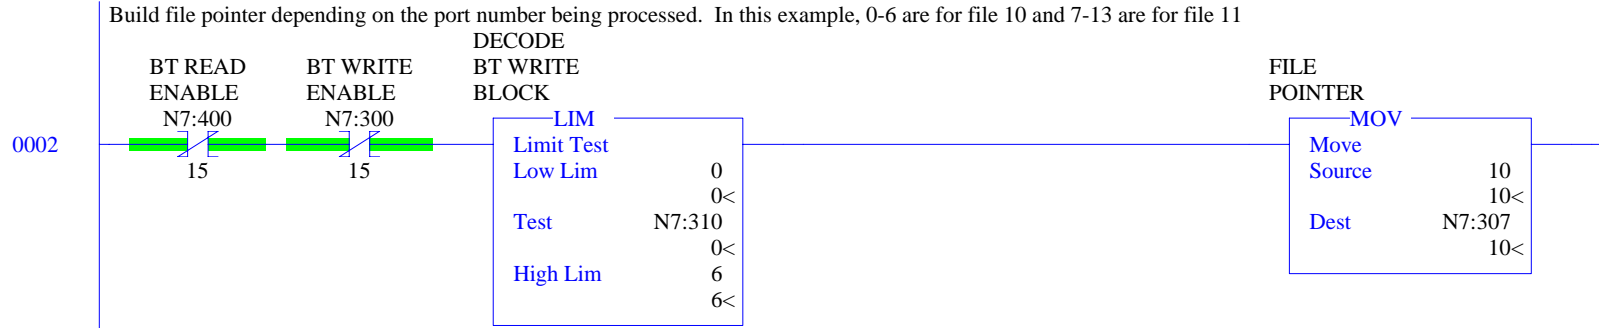 Build file pointer depending on the port number being processed.  In this example, 0-6 are for file 10 and 7-13 are for file 11
DECODE
BT READ BT WRITE BT WRITE FILE
ENABLE ENABLE BLOCK POINTER
N7:400 N7:300 LIM MOV
0002 Limit Test Move
15 15 Low Lim 0 Source 10
0< 10<
Test N7:310 Dest N7:307
0< 10<
High Lim 6
6<